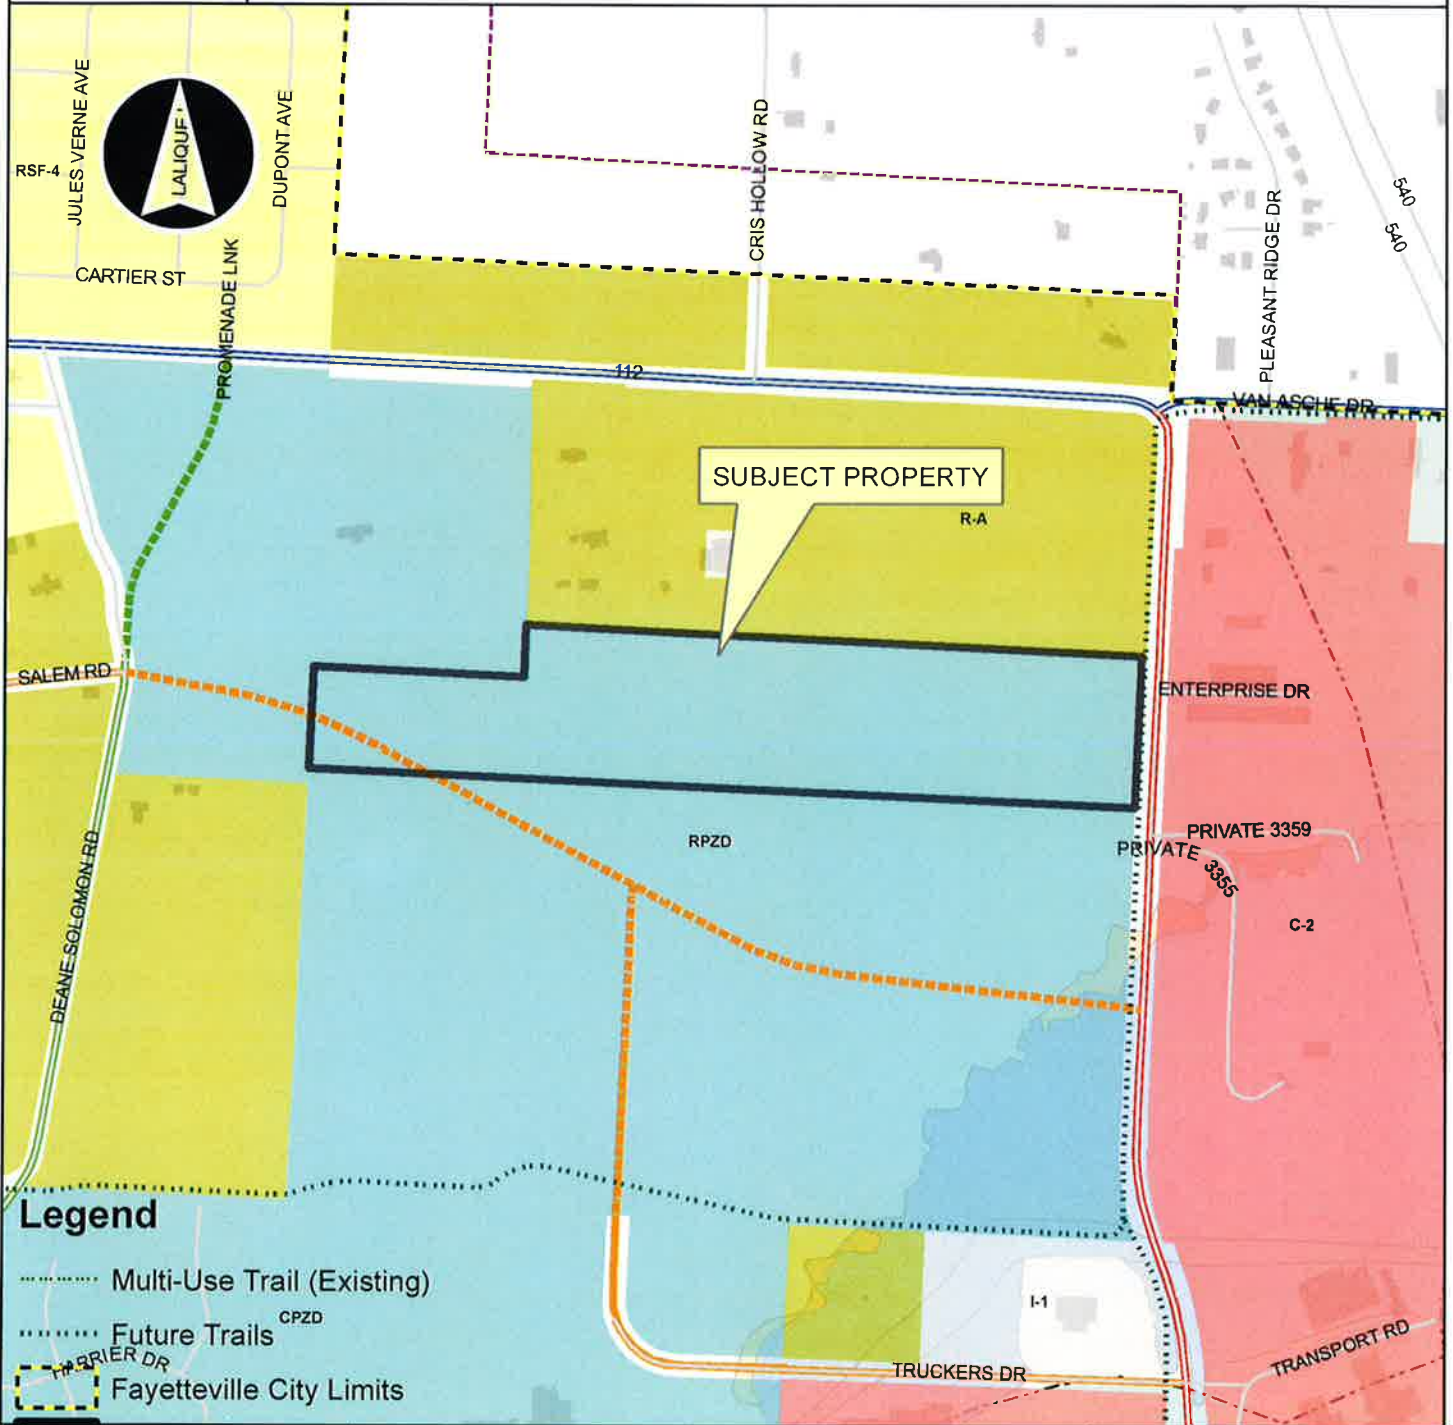 JULES VERNE AVE
DUPONT AVE
LALIQUE
RSF-4
CARTIER ST
PROMENADE LNK
CRIS HOLLOW RD
PLEASANT RIDGE DR
540
540
112
VAN ASCHE DR
SUBJECT PROPERTY
R-A
SALEM RD
ENTERPRISE DR
PRIVATE 3359
PRIVATE 3355
RPZD
C-2
DEANE SOLOMON RD
Legend
Multi-Use Trail (Existing)
CPZD
Future Trails
HARRIER DR
Fayetteville City Limits
I-1
TRUCKERS DR
TRANSPORT RD